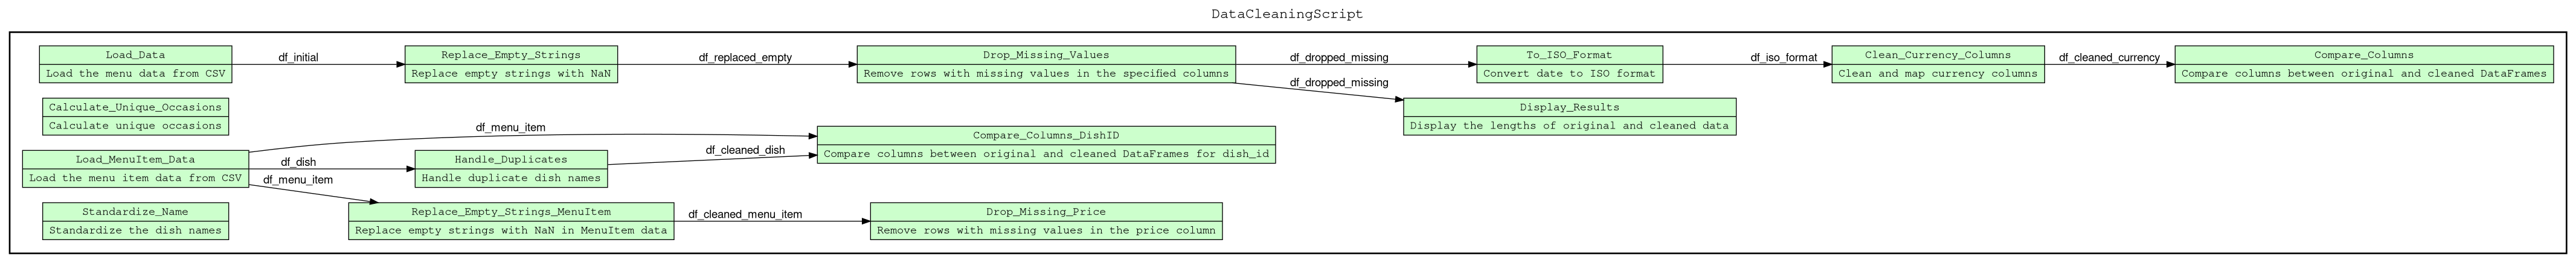 DataCleaningScript
Load_Data
Load the menu data from CSV
df_initial
Replace_Empty_Strings
Replace empty strings with NaN
df_replaced_empty
Drop_Missing_Values
Remove rows with missing values in the specified columns
df_dropped_missing
To_ISO_Format
Convert date to ISO format
df_iso_format
Clean_Currency_Columns
Clean and map currency columns
df_cleaned_currency
Compare_Columns
Compare columns between original and cleaned DataFrames
df_dropped_missing
Display_Results
Display the lengths of original and cleaned data
Calculate_Unique_Occasions
Calculate unique occasions
df_menu_item
Compare_Columns_DishID
Compare columns between original and cleaned DataFrames for dish_id
Load_MenuItem_Data
Load the menu item data from CSV
df_dish
Handle_Duplicates
Handle duplicate dish names
df_cleaned_dish
df_menu_item
Standardize_Name
Standardize the dish names
Replace_Empty_Strings_MenuItem
Replace empty strings with NaN in MenuItem data
df_cleaned_menu_item
Drop_Missing_Price
Remove rows with missing values in the price column